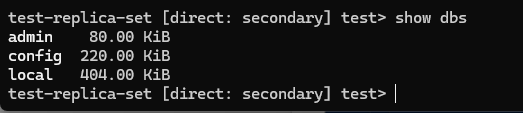 test-replica-set [direct: secondary] test> show dbs
admin    80.00 KiB
config  220.00 KiB
local   404.00 KiB
test-replica-set [direct: secondary] test>